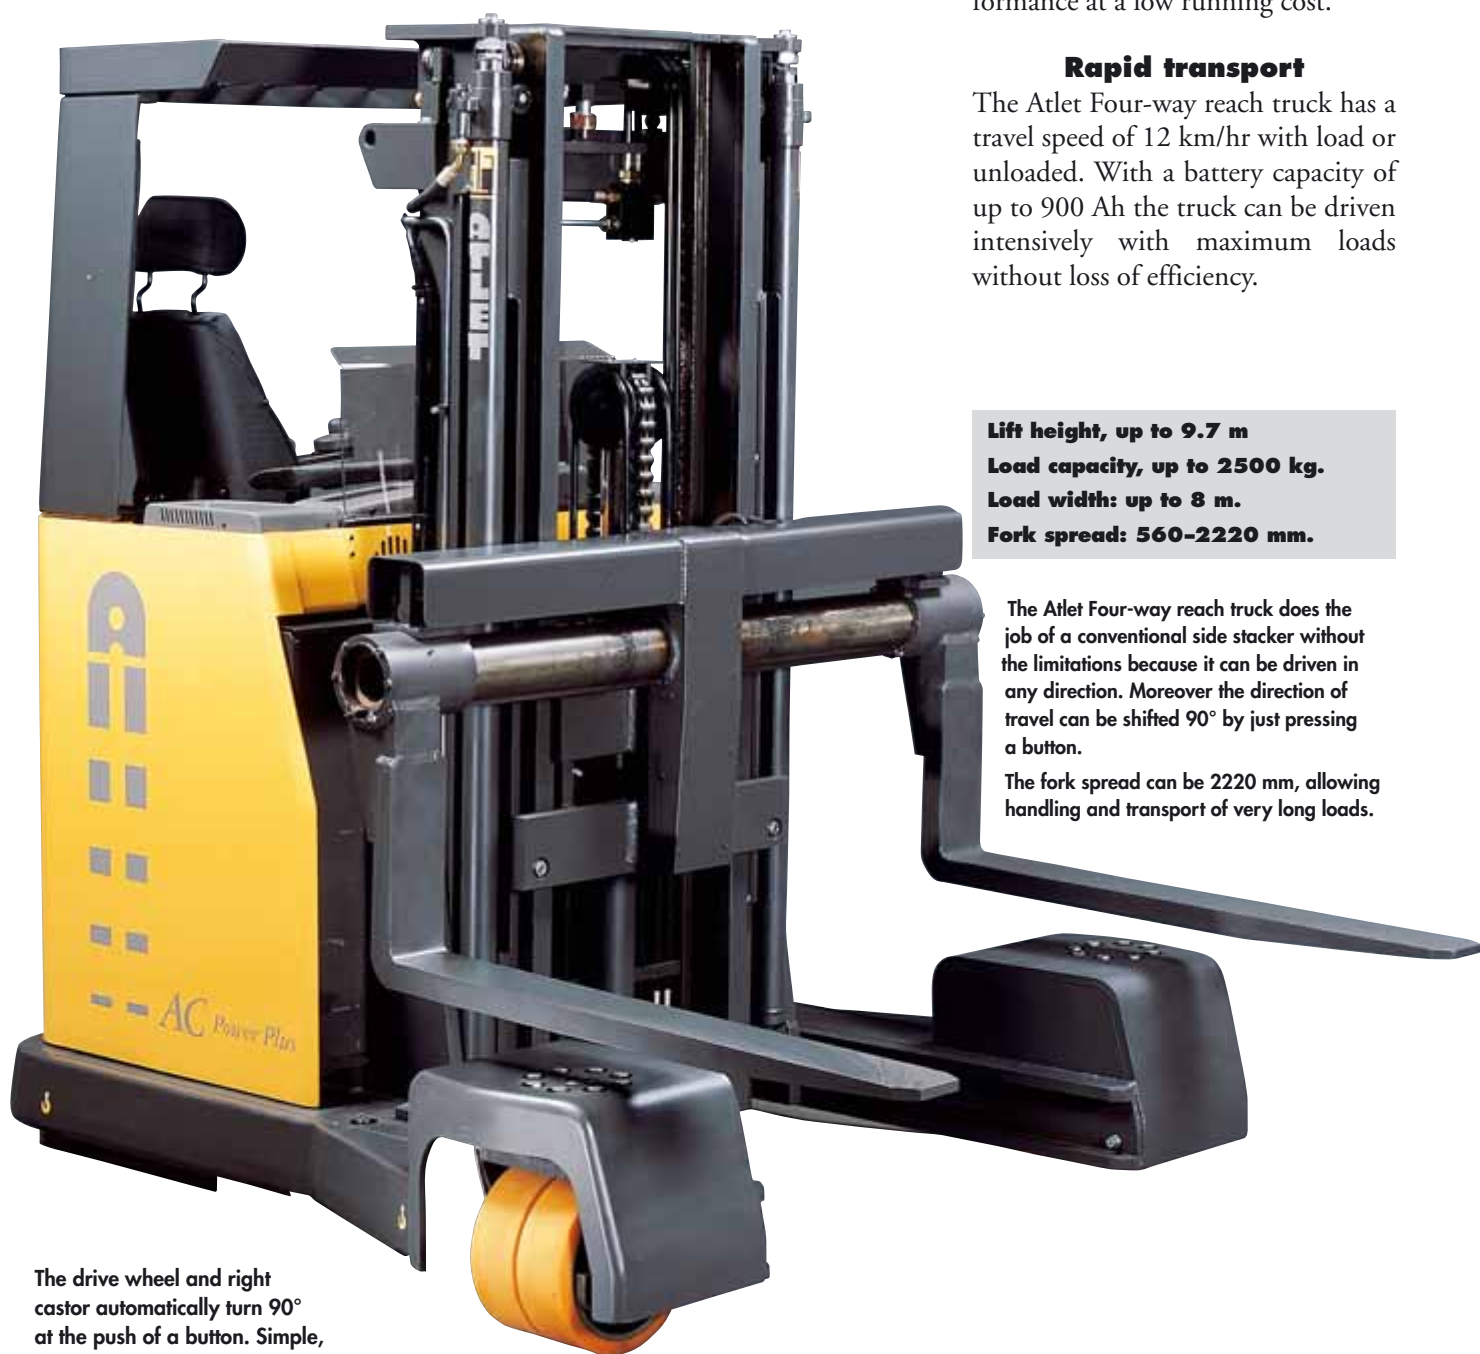 formance at a low running cost.
Rapid transport
The Atlet Four-way reach truck has a
travel speed of 12 km/hr with load or
unloaded. With a battery capacity of
up to 900 Ah the truck can be driven
intensively with maximum loads
without loss of efficiency.
Lift height, up to 9.7 m
Load capacity, up to 2500 kg.
Load width: up to 8 m.
Fork spread: 560–2220 mm.
The Atlet Four-way reach truck does the
job of a conventional side stacker without
the limitations because it can be driven in
any direction. Moreover the direction of
travel can be shifted 90° by just pressing
a button.
The fork spread can be 2220 mm, allowing
handling and transport of very long loads.
ATLET
AC Power Plus
The drive wheel and right
castor automatically turn 90°
at the push of a button. Simple,